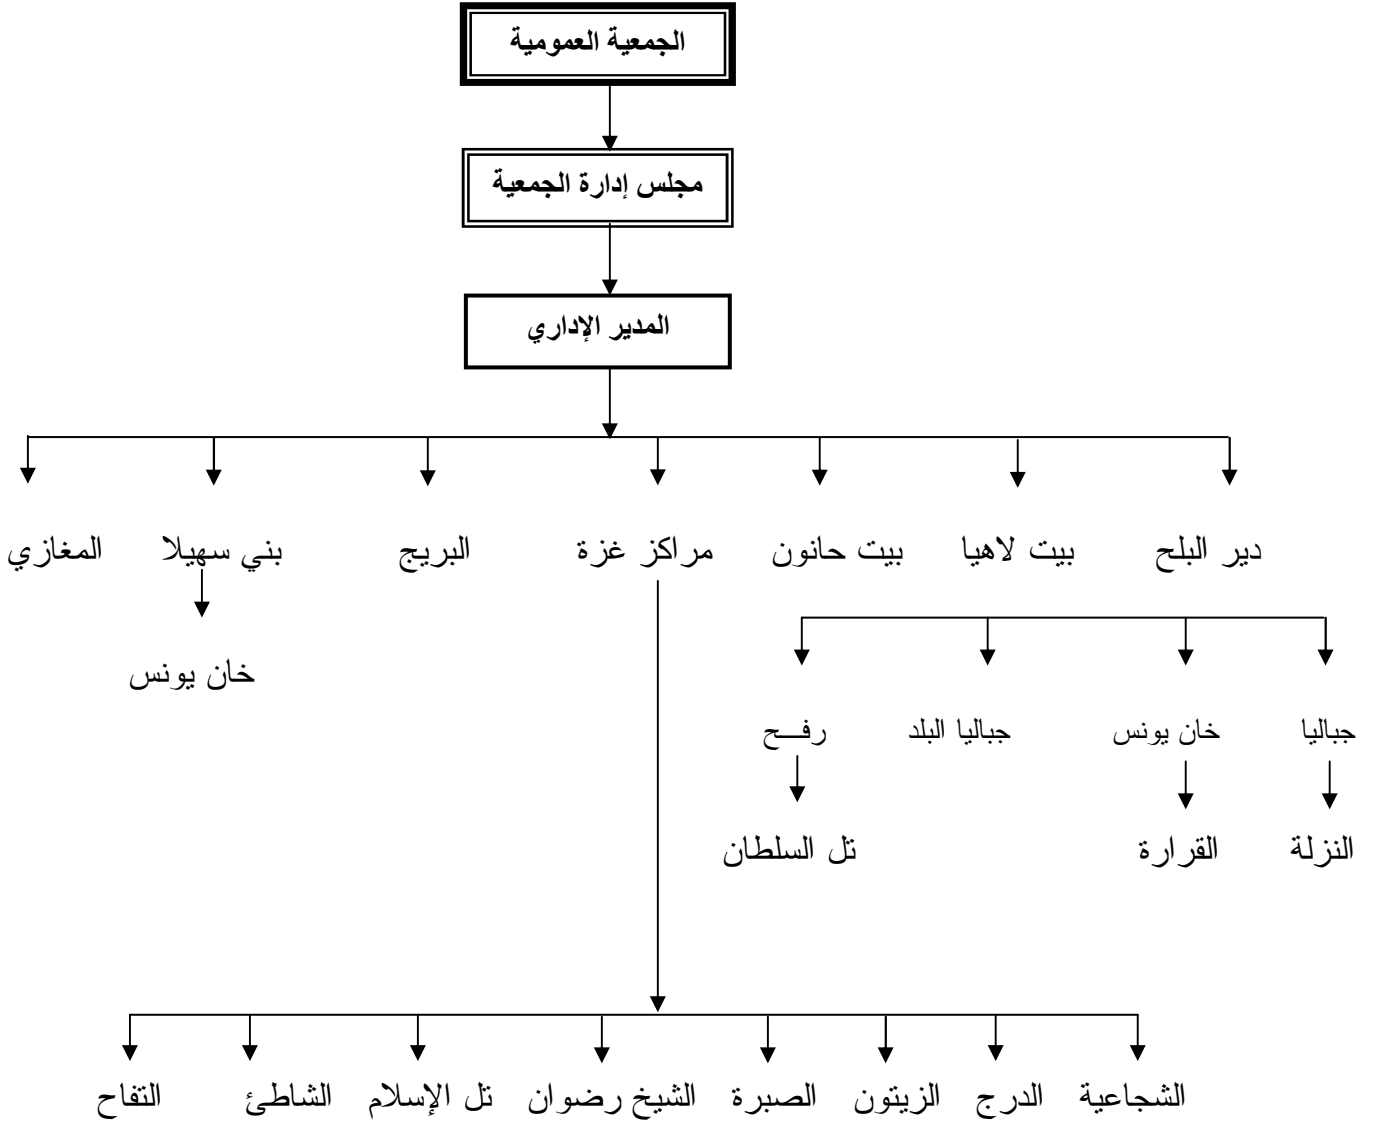 الجمعية العمومية
مجلس إدارة الجمعية
المدير الإداري
دير البلح بيت لاهيا بيت حانون مراكز غزة البريج بني سهيلا المغازي
خان يونس
جباليا خان يونس جباليا البلد رفـــح
النزلة القرارة تل السلطان
الشجاعية الدرج الزيتون الصبرة الشيخ رضوان تل الإسلام الشاطئ التفاح